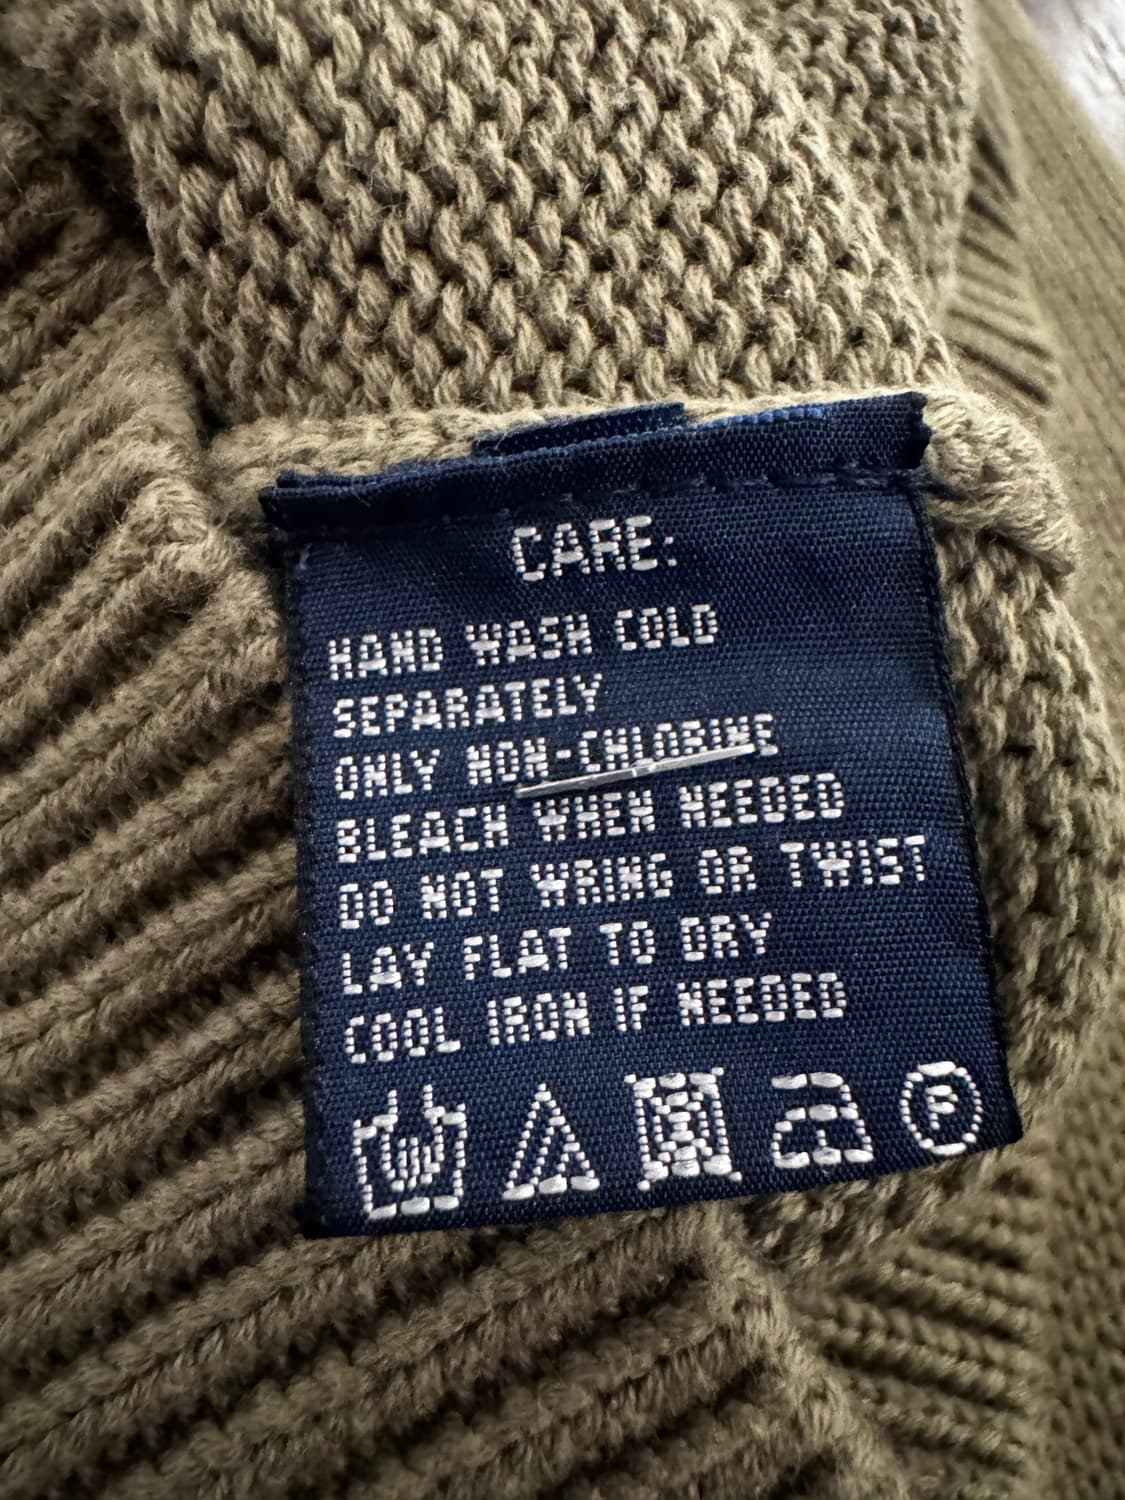 CARE:
HAND WASH COLD
SEPARATELY
ONLY NON-CHLORINE
BLEACH WHEN NEEDED
DO NOT WRING OR TWIST
LAY FLAT TO DRY
COOL IRON IF NEEDED
P